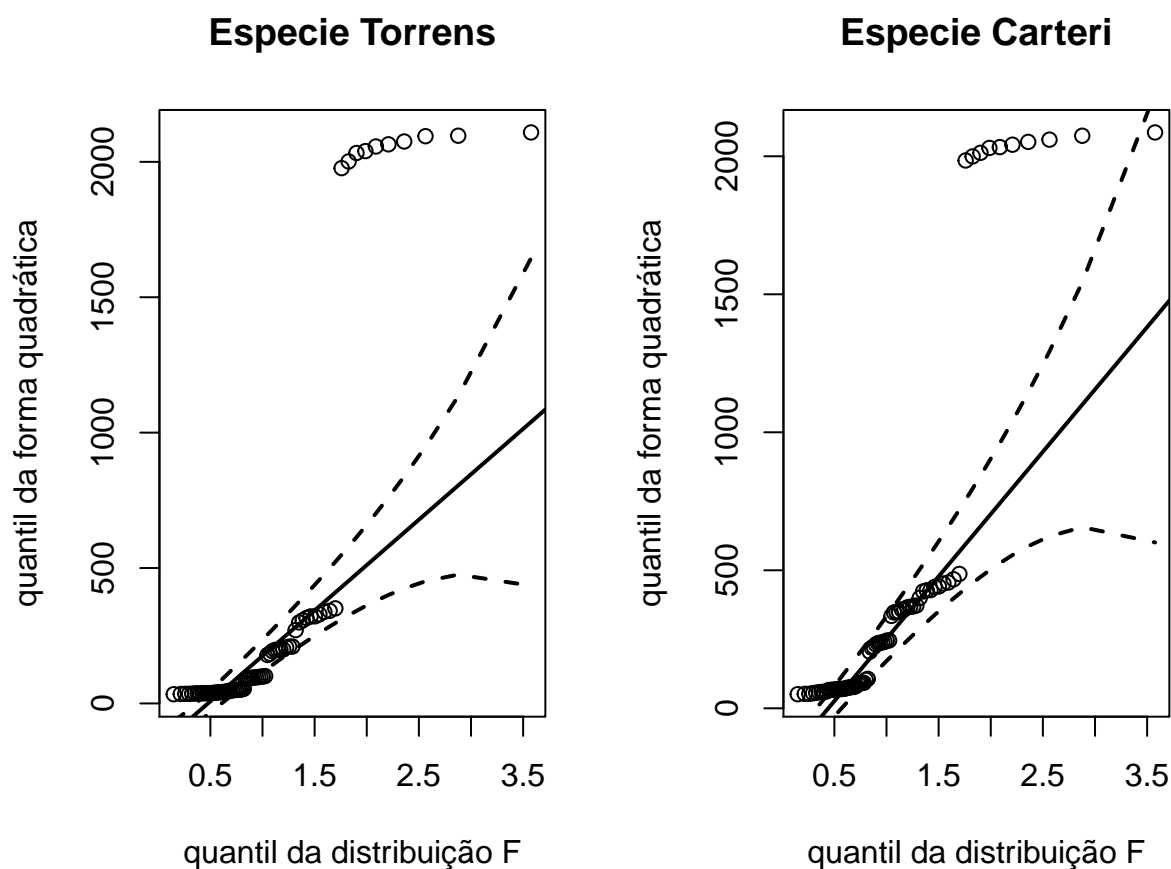 Especie Torrens
quantil da forma quadrática
2000
1500
1000
500
0
0.5 1.5 2.5 3.5
quantil da distribuição F
Especie Carteri
quantil da forma quadrática
2000
1500
1000
500
0
0.5 1.5 2.5 3.5
quantil da distribuição F